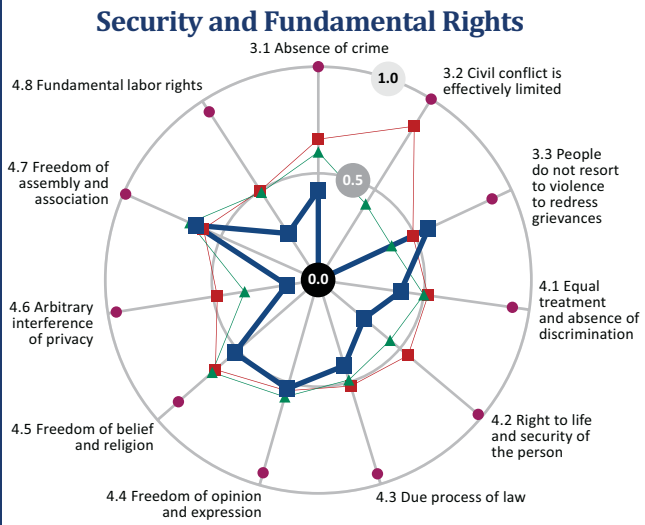 Security and Fundamental Rights
3.1 Absence of crime
1.0
3.2 Civil conflict is
effectively limited
4.8 Fundamental labor rights
0.5
3.3 People
do not resort
to violence
to redress
grievances
4.7 Freedom of
assembly and
association
0.0
4.1 Equal
treatment
and absence of
discrimination
4.6 Arbitrary
interference
of privacy
4.2 Right to life
and security of
the person
4.5 Freedom of belief
and religion
4.4 Freedom of opinion
and expression
4.3 Due process of law